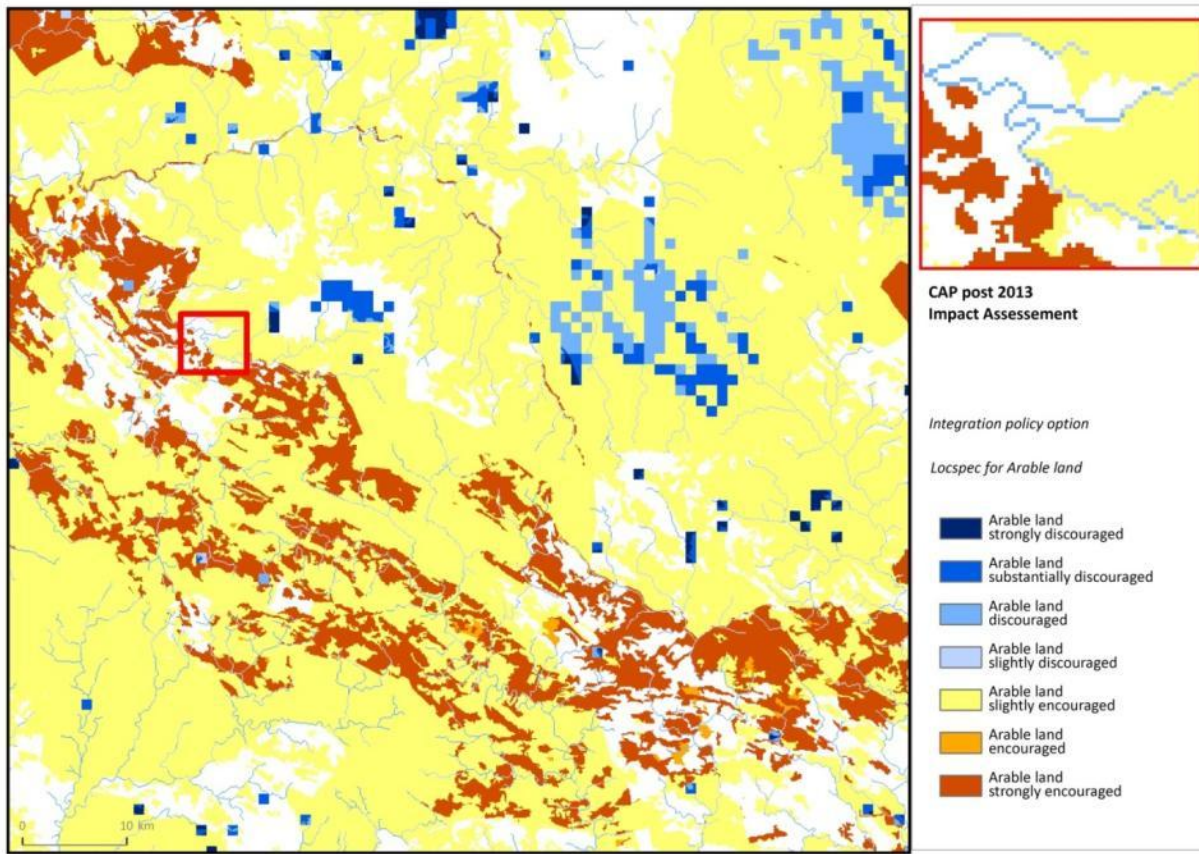 CAP post 2013
Impact Assessement
Integration policy option
Locspec for Arable land
Arable land
strongly discouraged
Arable land
substantially discouraged
Arable land
discouraged
Arable land
slightly discouraged
Arable land
slightly encouraged
Arable land
encouraged
Arable land
strongly encouraged
0 10 km